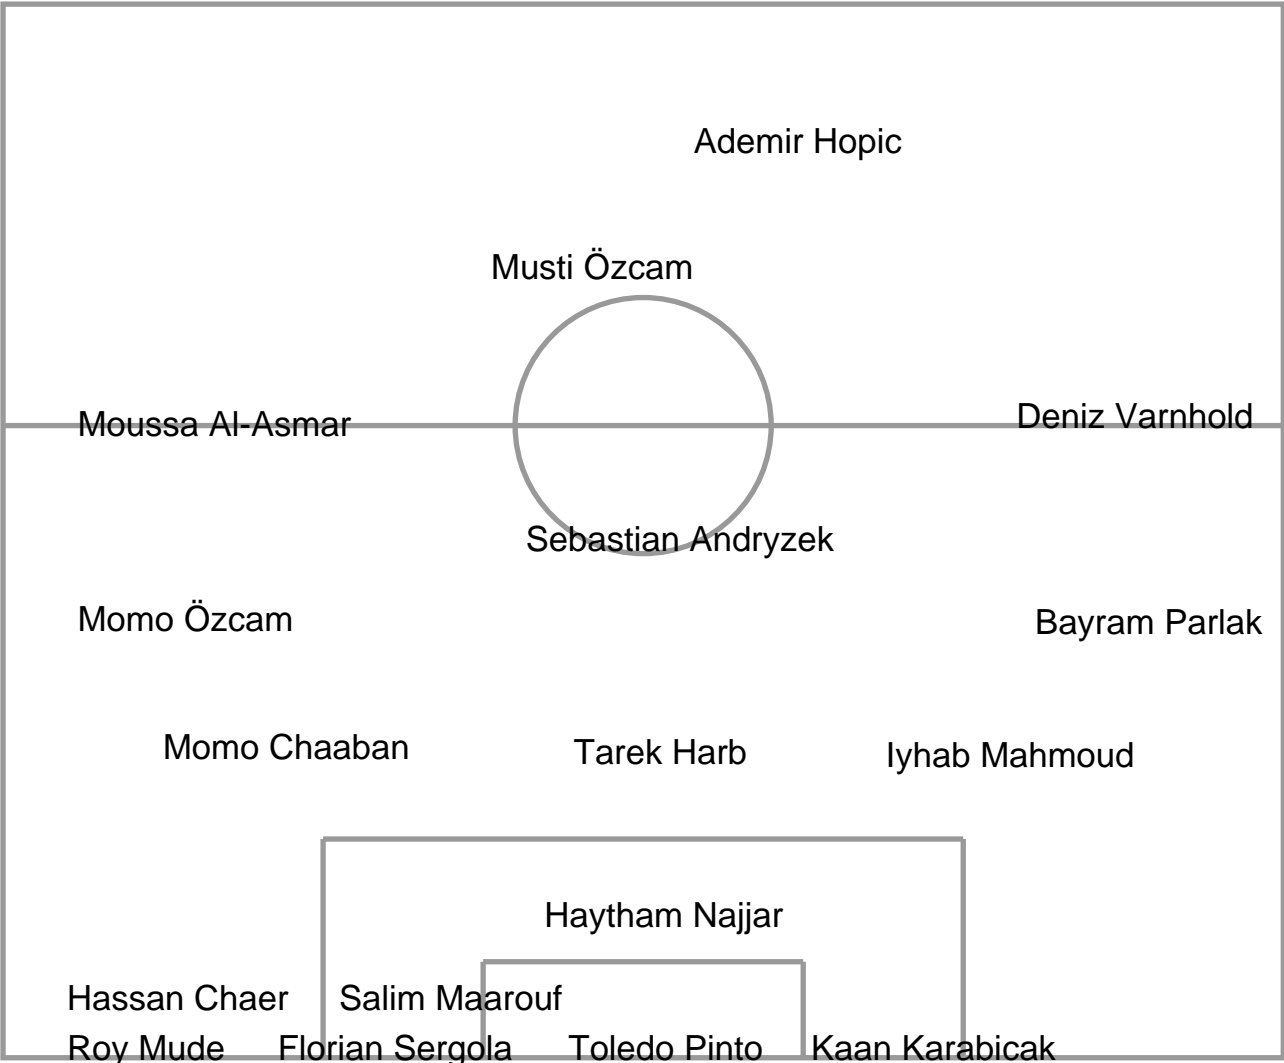 Ademir Hopic
Musti Özcam
Moussa Al-Asmar
Deniz Varnhold
Sebastian Andryzek
Momo Özcam
Bayram Parlak
Momo Chaaban
Tarek Harb
Iyhab Mahmoud
Haytham Najjar
Hassan Chaer
Salim Maarouf
Roy Mude
Florian Sergola
Toledo Pinto
Kaan Karabicak